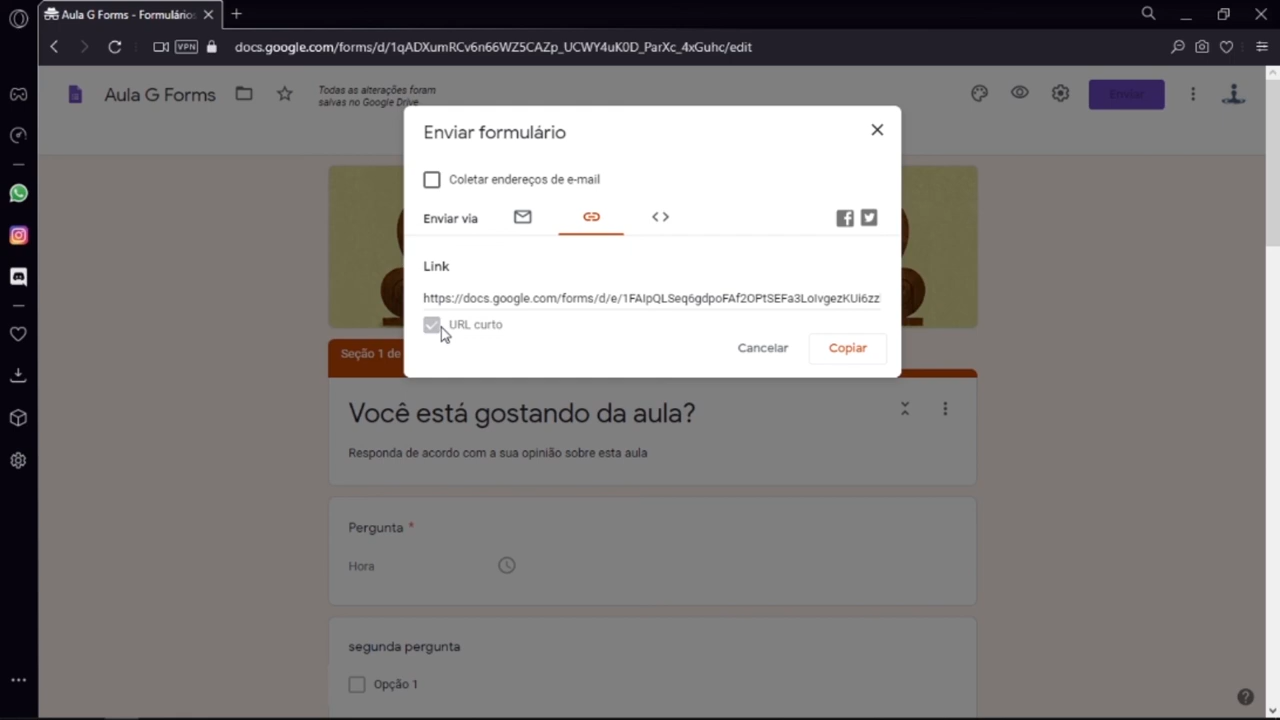 Aula G Forms - Formulários
VPN
docs.google.com/forms/d/1qADXumRCv6n66WZ5CAZp_UCWY4uK0D_ParXc_4xGuhc/edit
Aula G Forms
Todas as alterações foram
salvas no Google Drive
Enviar
Enviar formulário
Coletar endereços de e-mail
Enviar via
Link
https://docs.google.com/forms/d/e/1FAIpQLSeq6gdpoFAf2OPtSEFa3LoIvgezKUi6zz
URL curto
Cancelar
Copiar
Seção 1 de
Você está gostando da aula?
Responda de acordo com a sua opinião sobre esta aula
Pergunta *
Hora
segunda pergunta
Opção 1